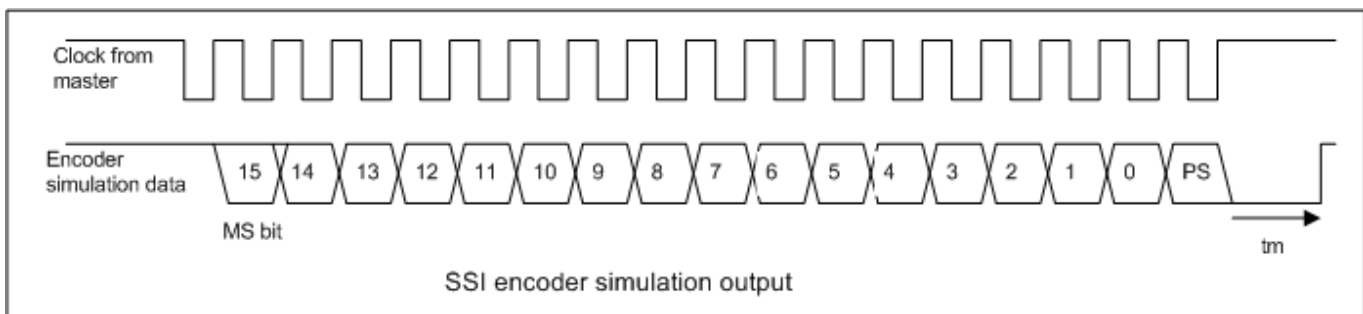 Clock from
master
Encoder
simulation data
15 14 13 12 11 10 9 8 7 6 5 4 3 2 1 0 PS
MS bit
tm
SSI encoder simulation output